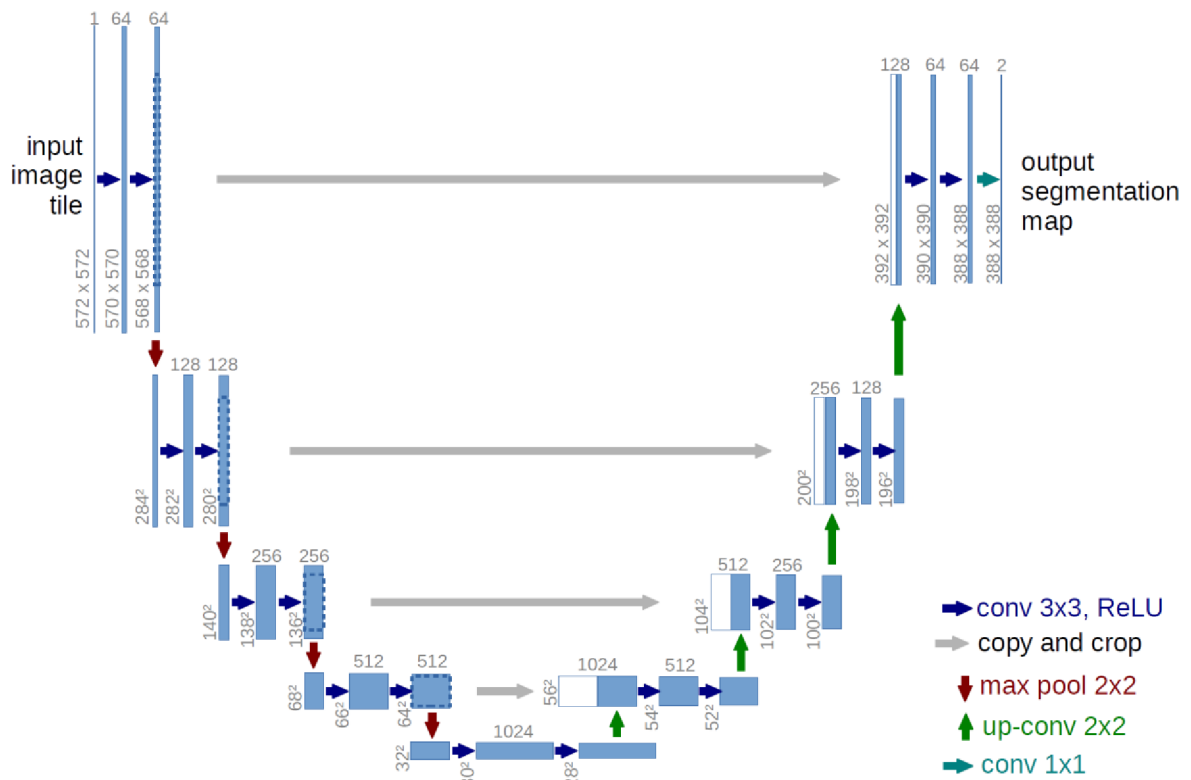 1 64 64
128 64 64 2
input
image
tile
output
segmentation
map
572 x 572
570 x 570
568 x 568
392 x 392
390 x 390
388 x 388
388 x 388
128 128
256 128
284²
282²
280²
200²
198²
196²
256 256
512 256
140²
138²
136²
104²
102²
100²
conv 3x3, ReLU
copy and crop
max pool 2x2
up-conv 2x2
conv 1x1
512 512
1024 512
68²
66²
64²
56²
54²
52²
1024
32²